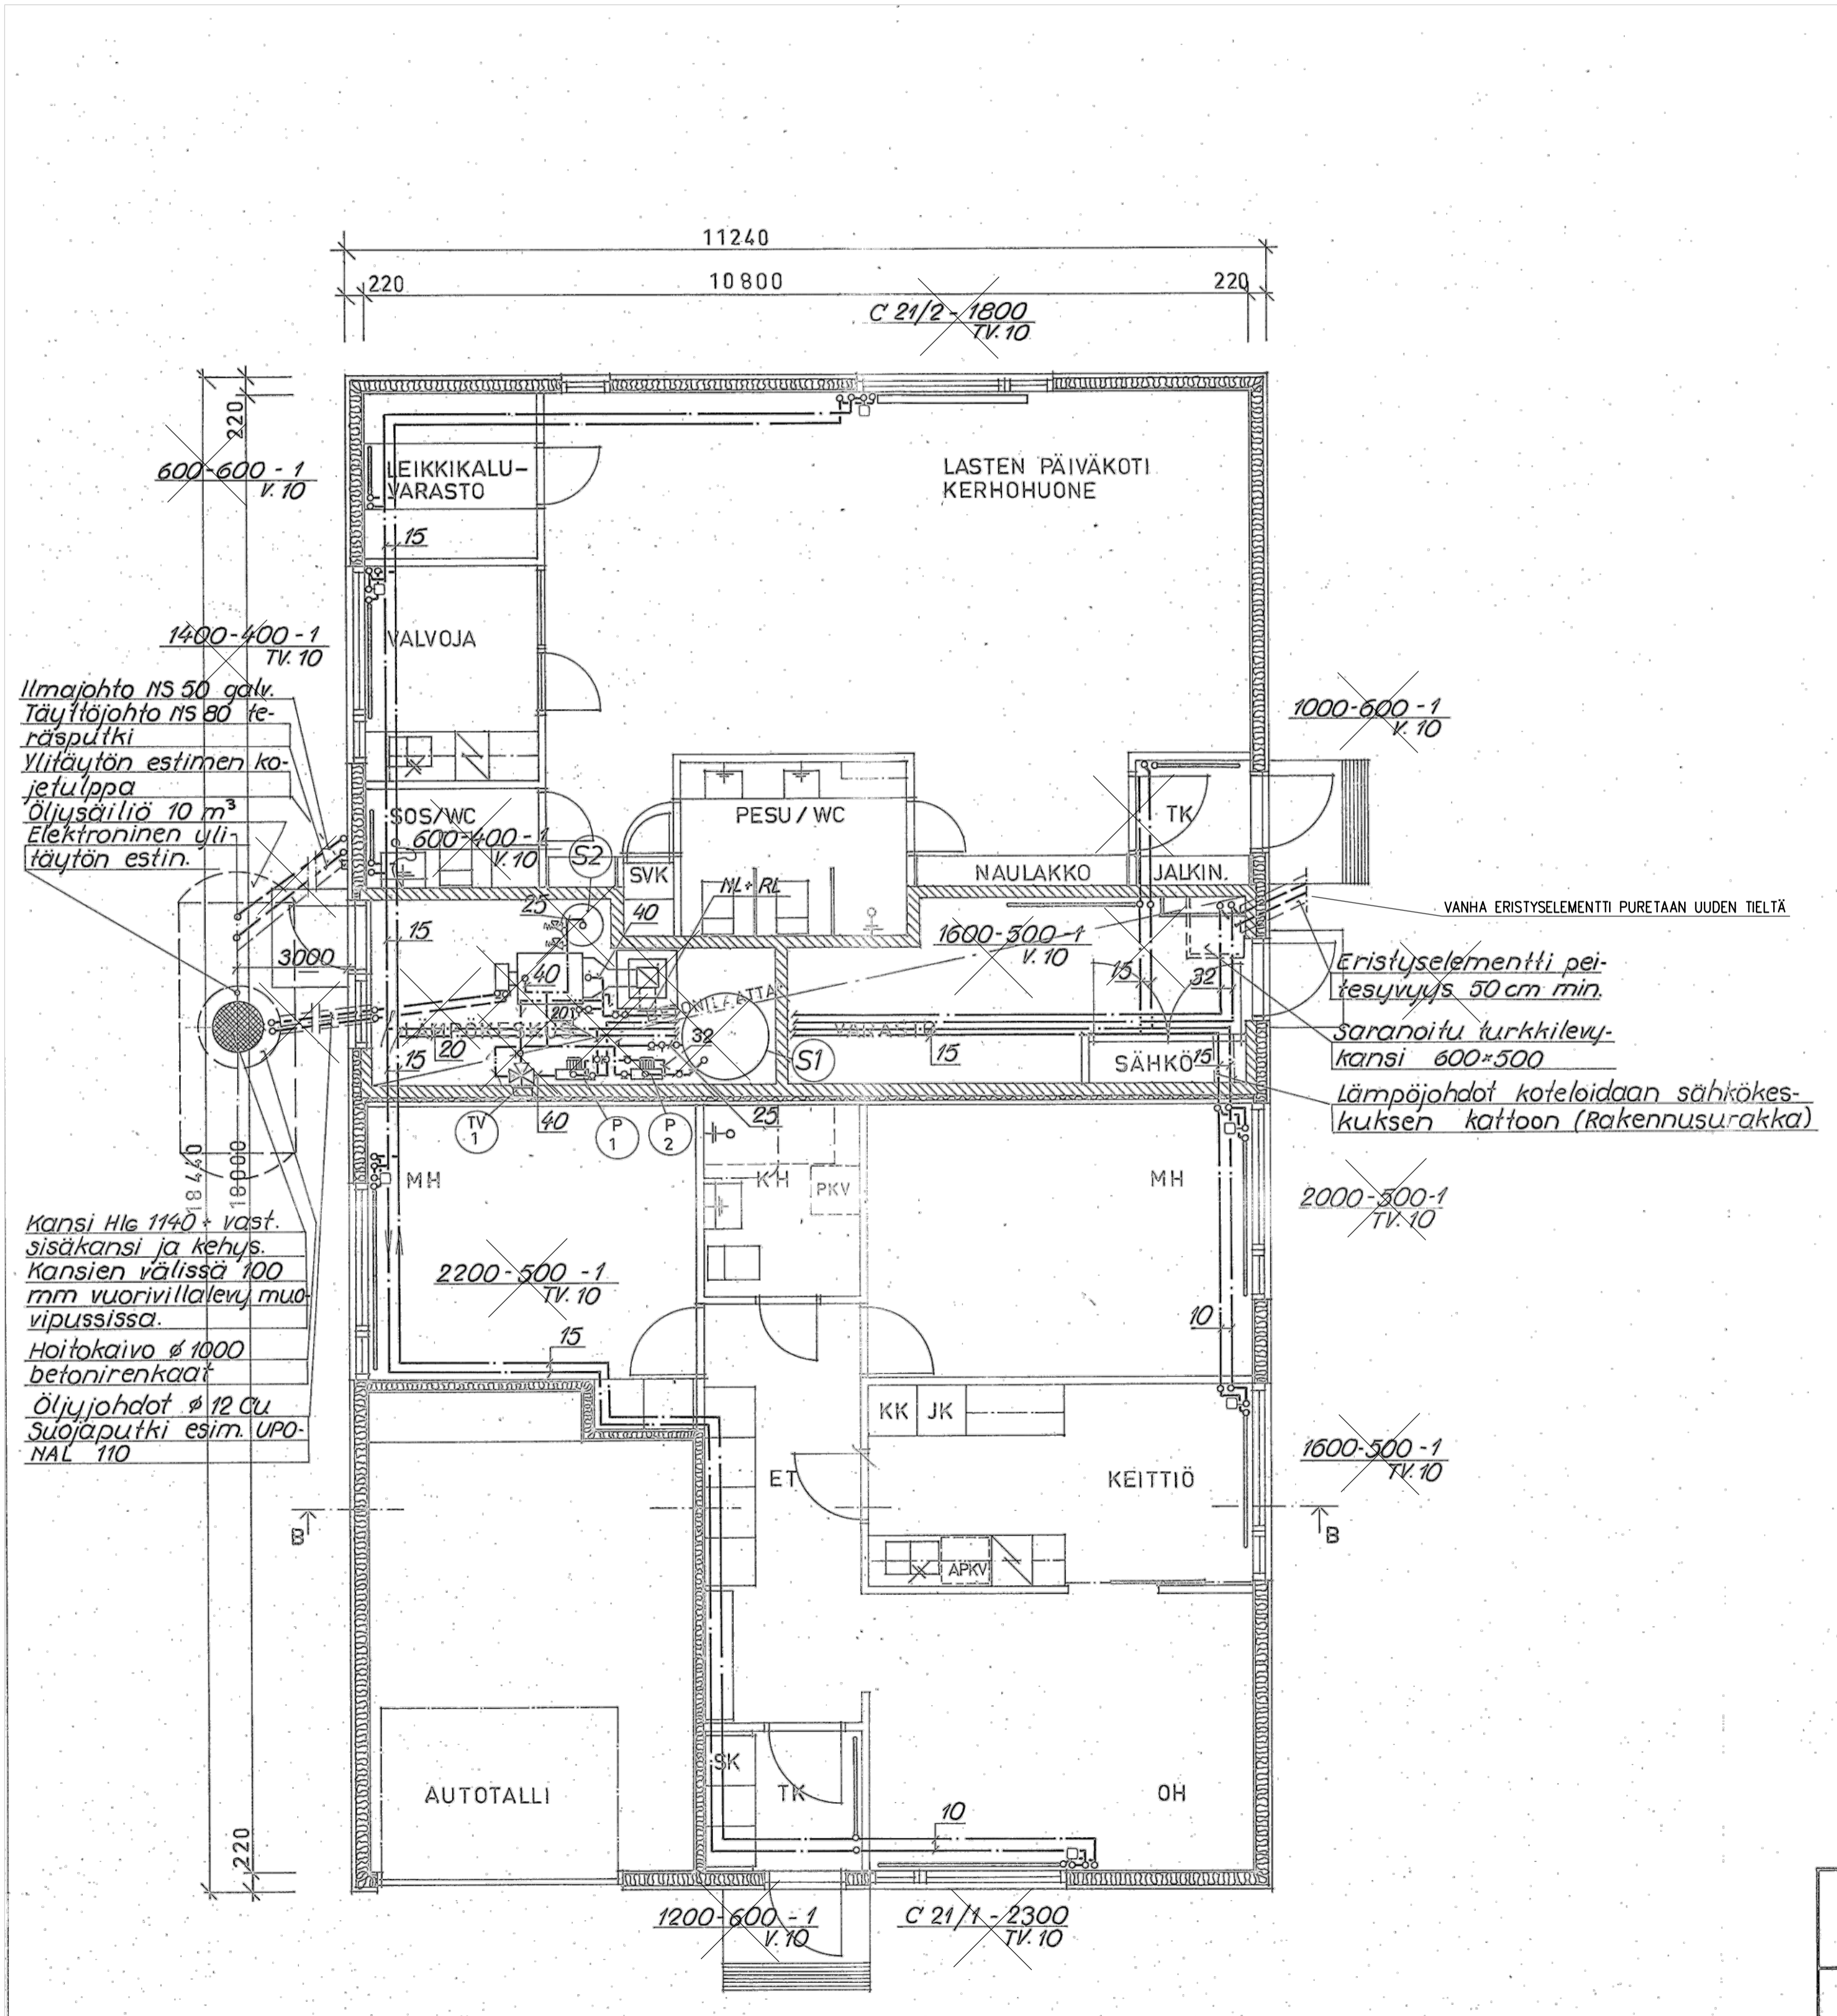 11240
220
10800
220
C 21/2 - 1800
TV. 10
220
600-600 - 1
V. 10
LEIKKIKALU-
VARASTO
LASTEN PÄIVÄKOTI
KERHOHUONE
15
1400-400 - 1
TV. 10
VALVOJA
Ilmajohto NS 50 galv.
Täyttöjohto NS 80 te-
räsputki
Ylitäytön estimen ko-
jetulppa
Öljysäiliö 10 m³
Elektroninen yli-
täytön estin.
1000-600 - 1
V. 10
SOS/WC
600-400 - 1
V. 10
S2
PESU / WC
TK
SVK
NAULAKKO
JALKIN.
NL + RL
25
40
VANHA ERISTYSELEMENTTI PURETAAN UUDEN TIELTÄ
15
1600-500-1
V. 10
3000
40
15
32
Eristyselementti pei-
tesyvyys 50 cm min.
20
32
VARASTO
Saranoitu turkkilevy-
kansi 600×500
20
15
15
S1
SÄHKÖ
15
Lämpöjohdot koteloidaan sähkökes-
kuksen kattoon (Rakennusurakka)
TV
1
40
P
1
P
2
25
18440
18000
MH
KH
PKV
MH
2000-500-1
TV. 10
Kansi HlG 1140 + vast.
sisäkansi ja kehys.
Kansien välissä 100
mm vuorivillalevy muo-
vipussissa.
2200-500 - 1
TV. 10
15
10
Hoitokaivo ø 1000
betonirenkaat
Öljyjohdot ø 12 Cu
Suojaputki esim. UPO-
NAL 110
KK
JK
ET
KEITTIÖ
1600-500 - 1
TV. 10
B
B
APKV
SK
TK
AUTOTALLI
OH
10
220
1200-600 - 1
V. 10
C 21/1 - 2300
TV. 10